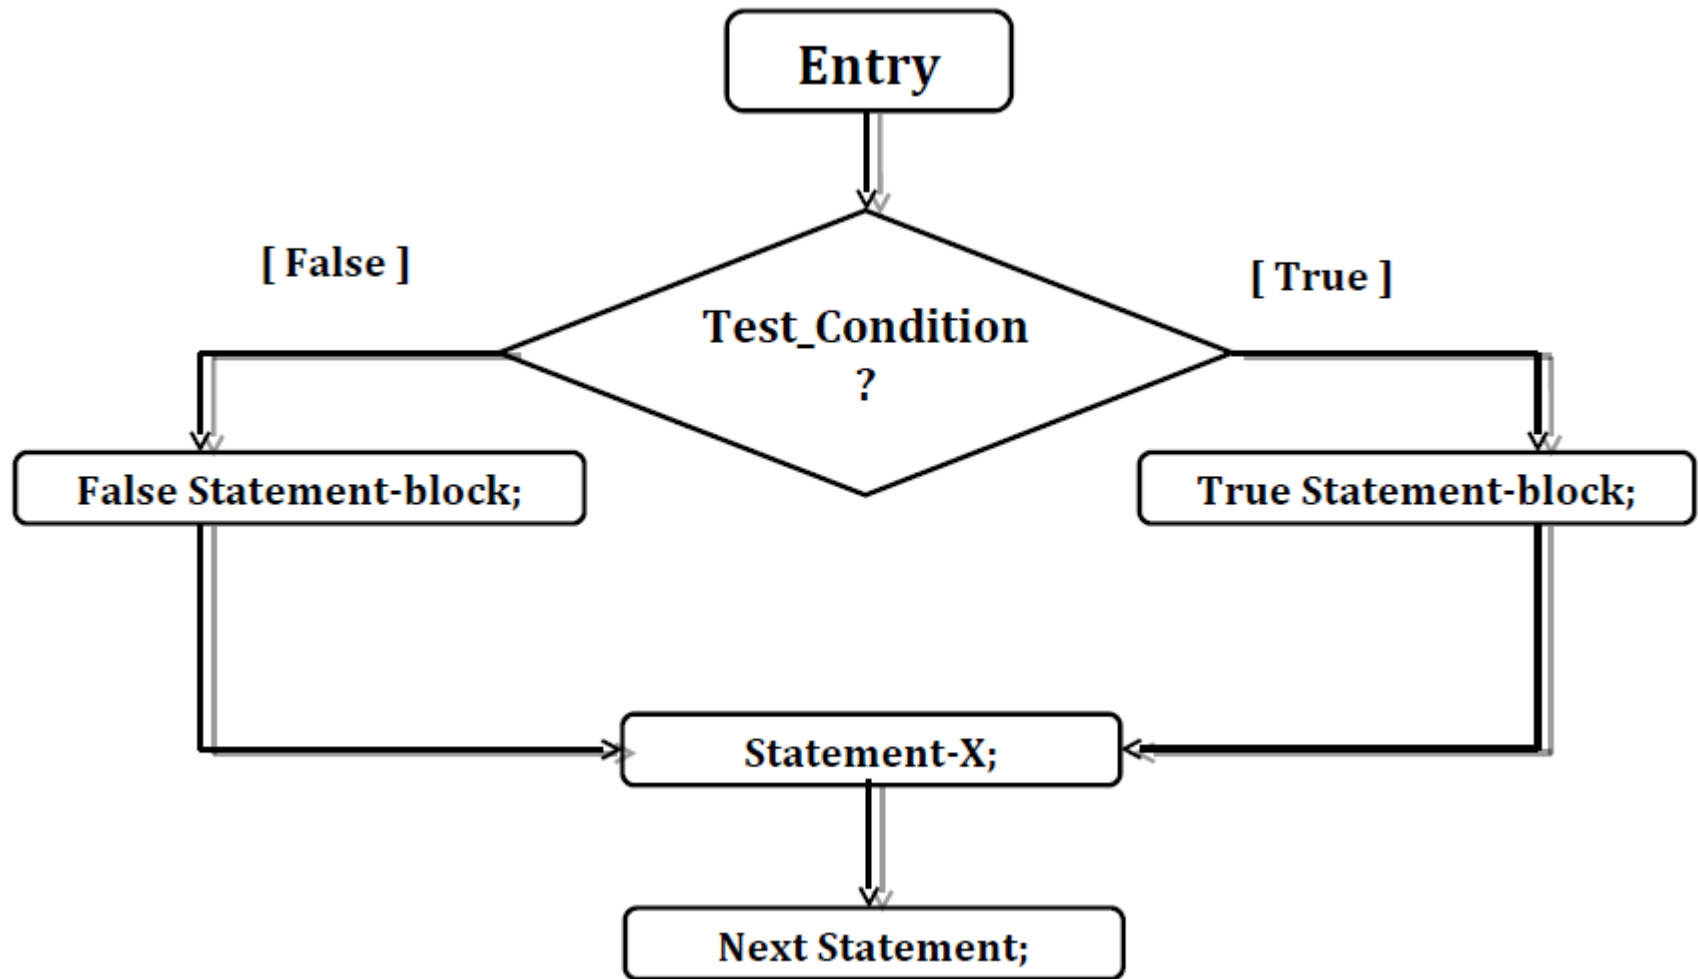 Entry
[ False ]
[ True ]
Test_Condition
?
False Statement-block;
True Statement-block;
Statement-X;
Next Statement;